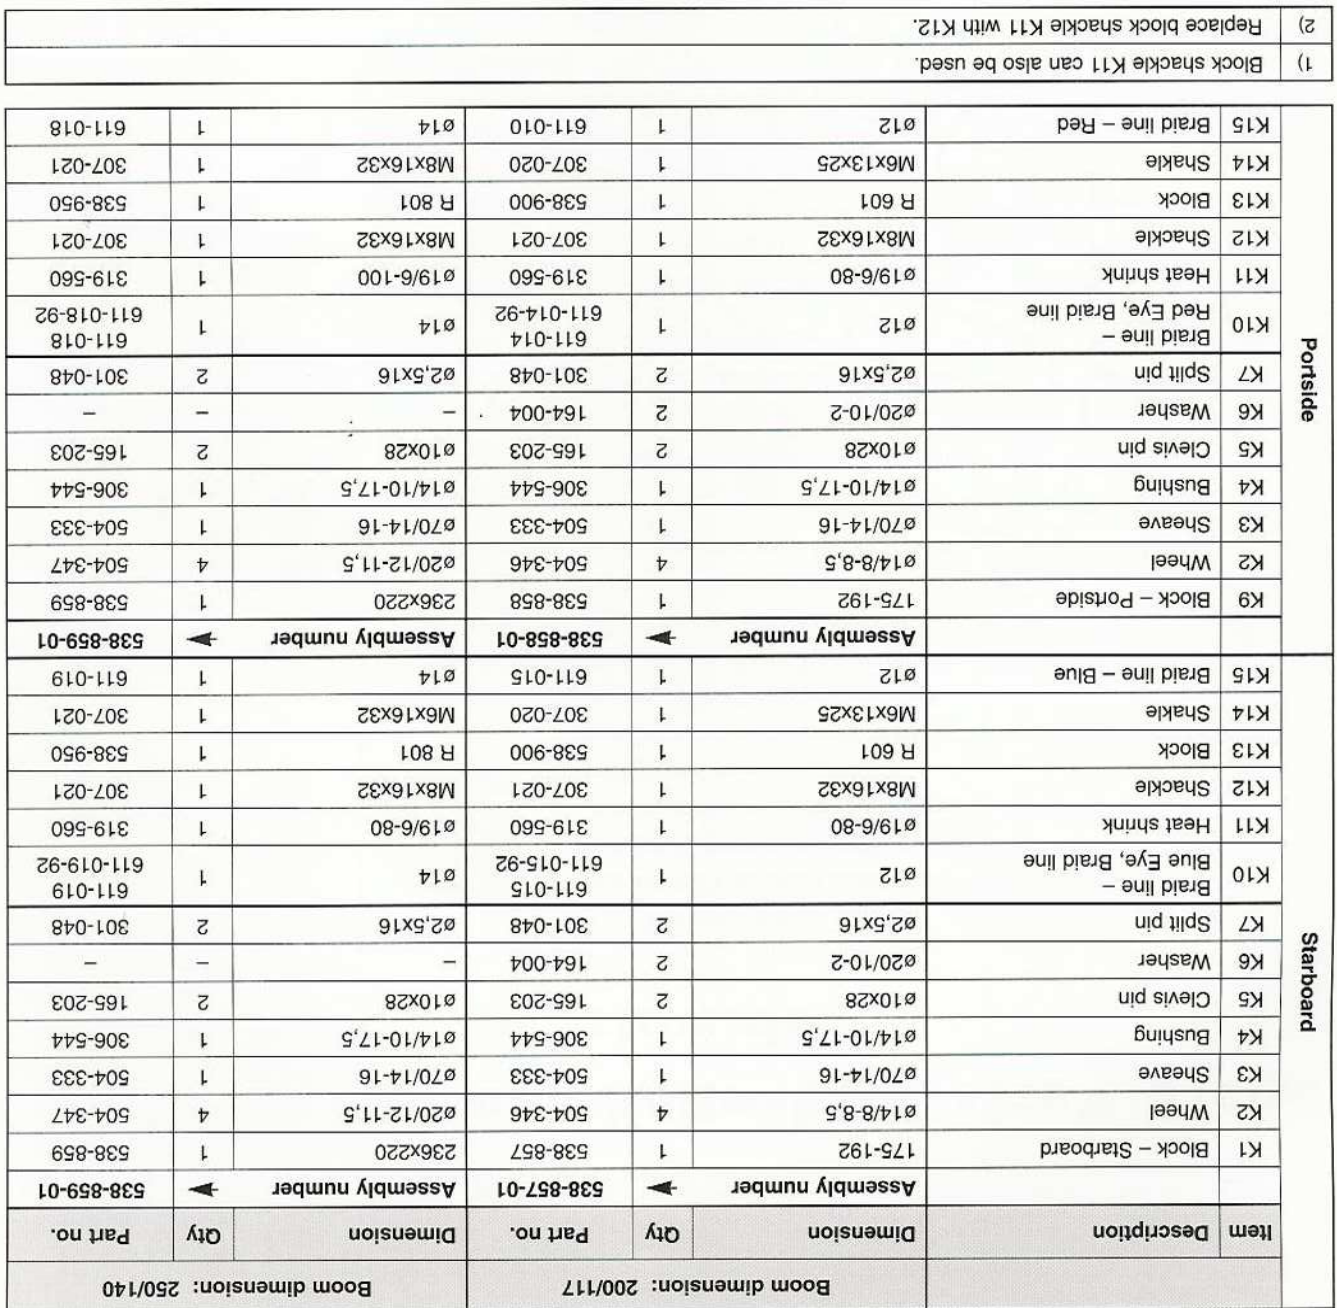 Boom dimension: 200/117 Boom dimension: 250/140
Item Description Dimension Qty Part no. Dimension Qty Part no.
Starboard
Assembly number 538-857-01 Assembly number 538-859-01
K1 Block – Starboard 175-192 1 538-857 236x220 1 538-859
K2 Wheel ø14/8-8,5 4 504-346 ø20/12-11,5 4 504-347
K3 Sheave ø70/14-16 1 504-333 ø70/14-16 1 504-333
K4 Bushing ø14/10-17,5 1 306-544 ø14/10-17,5 1 306-544
K5 Clevis pin ø10x28 2 165-203 ø10x28 2 165-203
K6 Washer ø20/10-2 2 164-004 – – –
K7 Split pin ø2,5x16 2 301-048 ø2,5x16 2 301-048
K10 Braid line – ø12 1 611-015 ø14 1 611-019
Blue Eye, Braid line 611-015-92 611-019-92
K11 Heat shrink ø19/6-80 1 319-560 ø19/6-80 1 319-560
K12 Shackle M8x16x32 1 307-021 M8x16x32 1 307-021
K13 Block R 601 1 538-900 R 801 1 538-950
K14 Shakle M6x13x25 1 307-020 M6x16x32 1 307-021
K15 Braid line – Blue ø12 1 611-015 ø14 1 611-019
Portside
Assembly number 538-858-01 Assembly number 538-859-01
K9 Block – Portside 175-192 1 538-858 236x220 1 538-859
K2 Wheel ø14/8-8,5 4 504-346 ø20/12-11,5 4 504-347
K3 Sheave ø70/14-16 1 504-333 ø70/14-16 1 504-333
K4 Bushing ø14/10-17,5 1 306-544 ø14/10-17,5 1 306-544
K5 Clevis pin ø10x28 2 165-203 ø10x28 2 165-203
K6 Washer ø20/10-2 2 164-004 – – –
K7 Split pin ø2,5x16 2 301-048 ø2,5x16 2 301-048
K10 Braid line – ø12 1 611-014 ø14 1 611-018
Red Eye, Braid line 611-014-92 611-018-92
K11 Heat shrink ø19/6-80 1 319-560 ø19/6-100 1 319-560
K12 Shackle M8x16x32 1 307-021 M8x16x32 1 307-021
K13 Block R 601 1 538-900 R 801 1 538-950
K14 Shakle M6x13x25 1 307-020 M8x16x32 1 307-021
K15 Braid line – Red ø12 1 611-010 ø14 1 611-018
1) Block shackle K11 can also be used.
2) Replace block shackle K11 with K12.